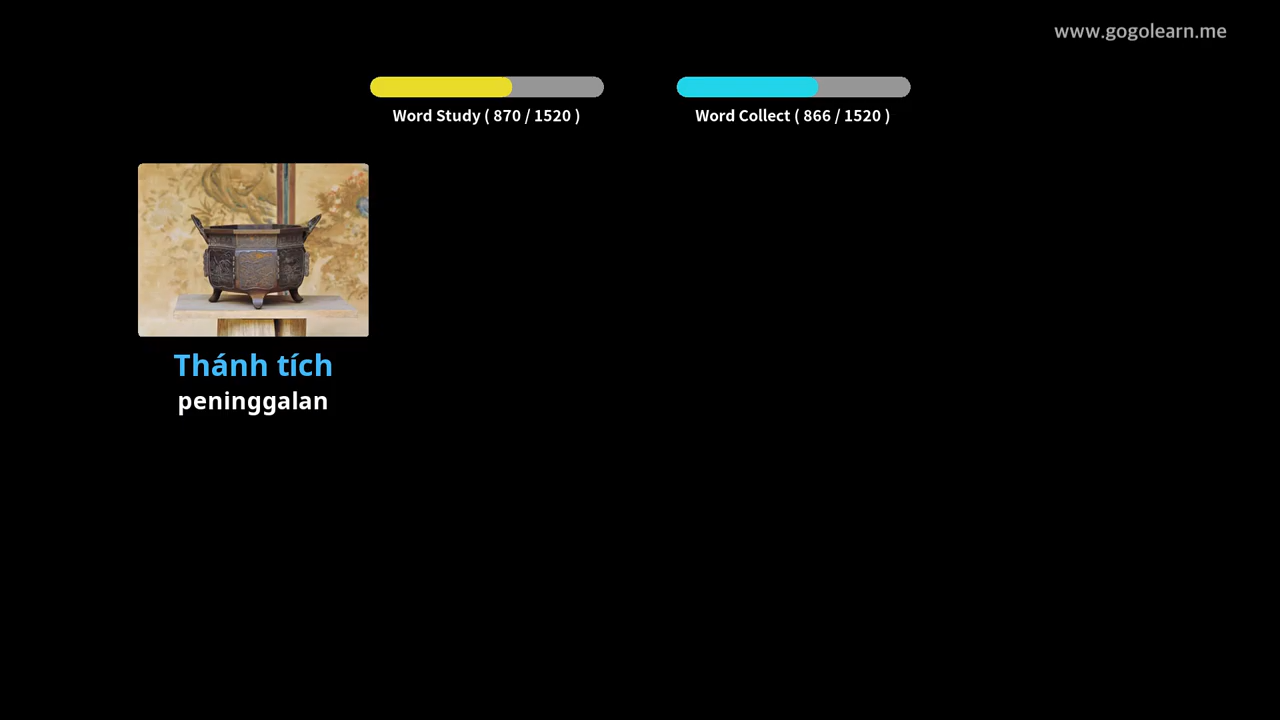 www.gogolearn.me
Word Study ( 870 / 1520 )
Word Collect ( 866 / 1520 )
Thánh tích
peninggalan